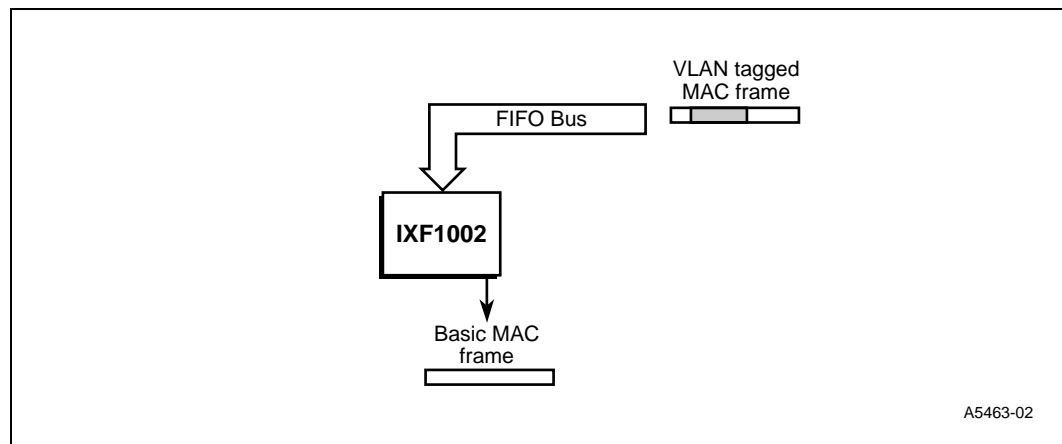 VLAN tagged
MAC frame
FIFO Bus
IXF1002
Basic MAC
frame
A5463-02